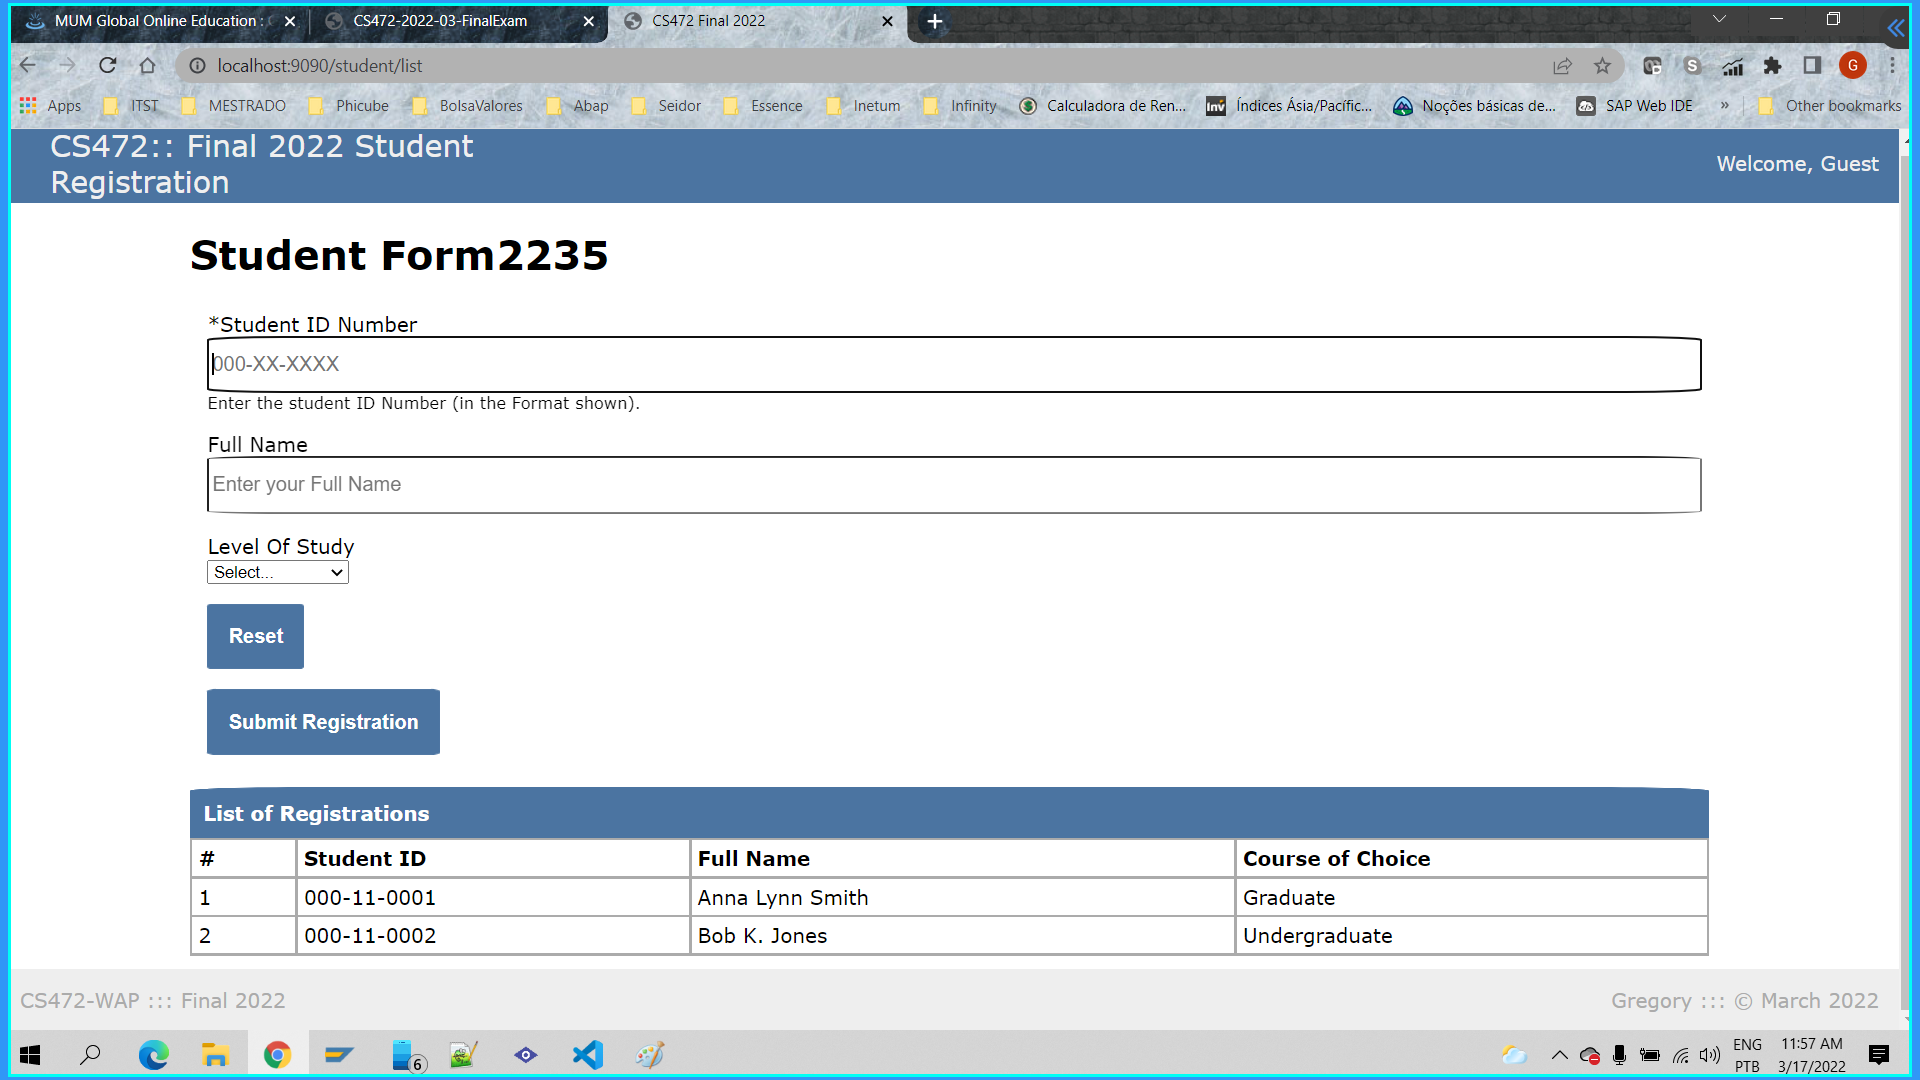 MUM Global Online Education :
CS472-2022-03-FinalExam
CS472 Final 2022
localhost:9090/student/list
G
Apps
ITST
MESTRADO
Phicube
BolsaValores
Abap
Seidor
Essence
Inetum
Infinity
Calculadora de Ren...
Inv
Índices Ásia/Pacífic...
Noções básicas de...
SAP Web IDE
»
Other bookmarks
CS472:: Final 2022 Student
Registration
Welcome, Guest
Student Form2235
*Student ID Number
000-XX-XXXX
Enter the student ID Number (in the Format shown).
Full Name
Enter your Full Name
Level Of Study
Select...
Reset
Submit Registration
List of Registrations
# Student ID Full Name Course of Choice
1 000-11-0001 Anna Lynn Smith Graduate
2 000-11-0002 Bob K. Jones Undergraduate
CS472-WAP ::: Final 2022
Gregory ::: © March 2022
6
ENG
PTB
11:57 AM
3/17/2022